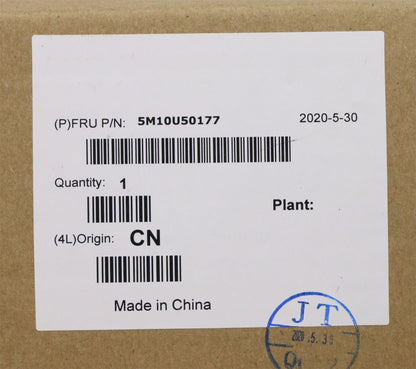 (P)FRU P/N: 5M10U50177 2020-5-30
Quantity: 1
Plant:
(4L)Origin: CN
Made in China
JT